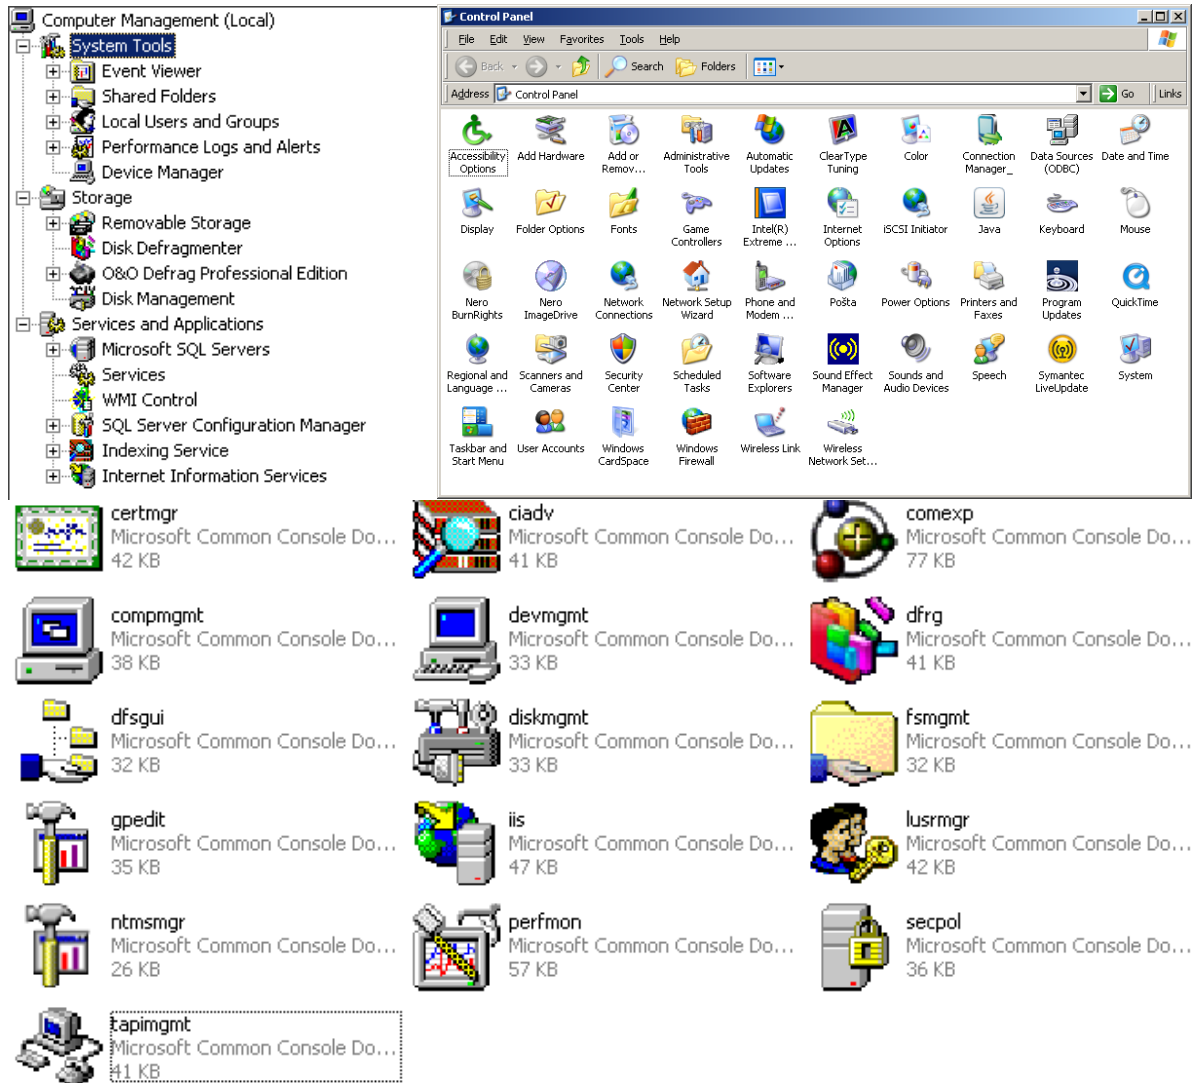 Computer Management (Local)
System Tools
Event Viewer
Shared Folders
Local Users and Groups
Performance Logs and Alerts
Device Manager
Storage
Removable Storage
Disk Defragmenter
O&O Defrag Professional Edition
Disk Management
Services and Applications
Microsoft SQL Servers
Services
WMI Control
SQL Server Configuration Manager
Indexing Service
Internet Information Services
Control Panel
File Edit View Favorites Tools Help
Back Search Folders
Address Control Panel Go Links
Accessibility Add Hardware Add or Administrative Automatic ClearType Color Connection Data Sources Date and Time
Options Remov... Tools Updates Tuning Manager_ (ODBC)
Display Folder Options Fonts Game Intel(R) Internet iSCSI Initiator Java Keyboard Mouse
Controllers Extreme ... Options
Nero Nero Network Network Setup Phone and Pošta Power Options Printers and Program QuickTime
BurnRights ImageDrive Connections Wizard Modem ... Faxes Updates
Regional and Scanners and Security Scheduled Software Sound Effect Sounds and Speech Symantec System
Language ... Cameras Center Tasks Explorers Manager Audio Devices LiveUpdate
Taskbar and User Accounts Windows Windows Wireless Link Wireless
Start Menu CardSpace Firewall Network Set...
certmgr ciadv comexp
Microsoft Common Console Do... Microsoft Common Console Do... Microsoft Common Console Do...
42 KB 41 KB 77 KB
compmgmt devmgmt dfrg
Microsoft Common Console Do... Microsoft Common Console Do... Microsoft Common Console Do...
38 KB 33 KB 41 KB
dfsgui diskmgmt fsmgmt
Microsoft Common Console Do... Microsoft Common Console Do... Microsoft Common Console Do...
32 KB 33 KB 32 KB
gpedit iis lusrmgr
Microsoft Common Console Do... Microsoft Common Console Do... Microsoft Common Console Do...
35 KB 47 KB 42 KB
ntmsmgr perfmon secpol
Microsoft Common Console Do... Microsoft Common Console Do... Microsoft Common Console Do...
26 KB 57 KB 36 KB
tapimgmt
Microsoft Common Console Do...
41 KB